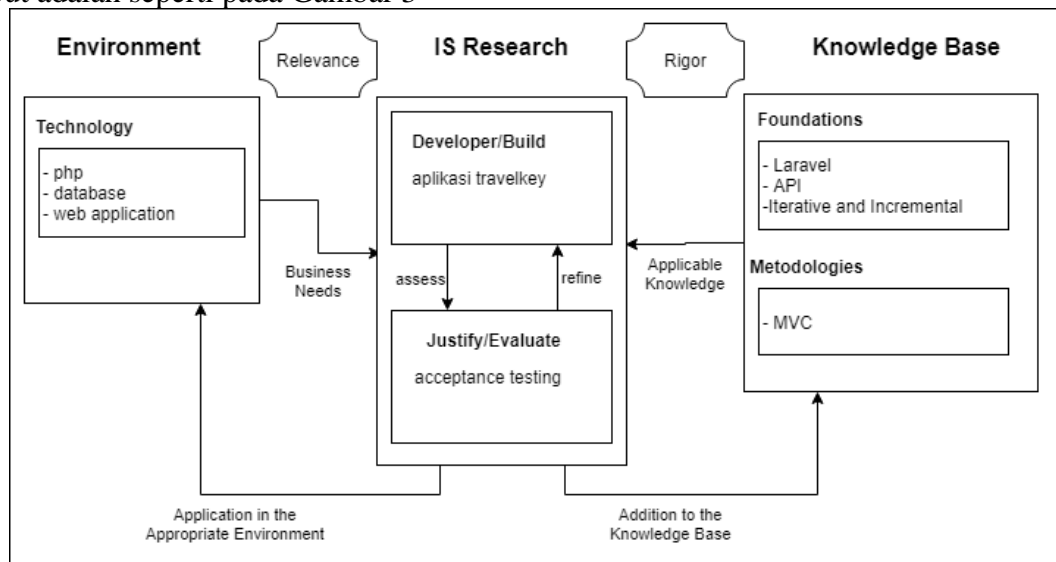 but adalah seperti pada Gambar 3
Environment
Relevance
IS Research
Rigor
Knowledge Base
Technology
- php
- database
- web application
Business
Needs
Developer/Build
aplikasi travelkey
assess
refine
Justify/Evaluate
acceptance testing
Applicable
Knowledge
Foundations
- Laravel
- API
-Iterative and Incremental
Metodologies
- MVC
Application in the
Appropriate Environment
Addition to the
Knowledge Base